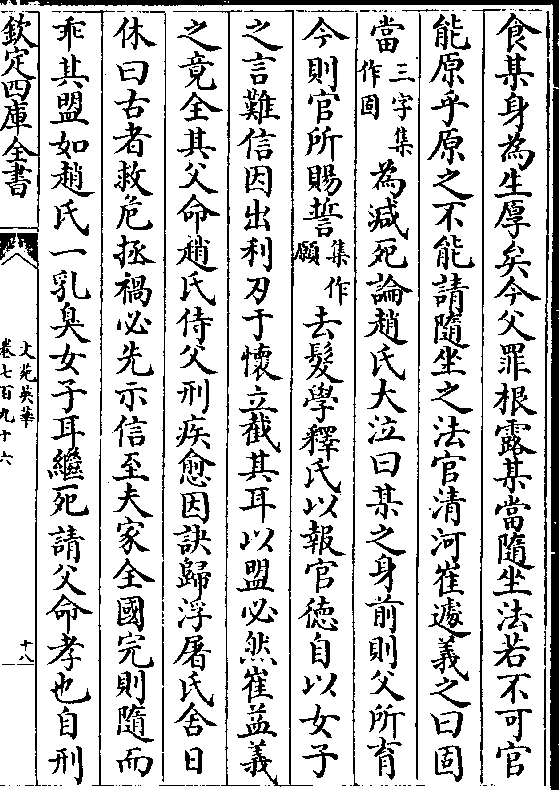 食某身為生厚矣今父罪根露某當隨坐法若不可官
能原乎原之不能請隨坐之法官清河崔遽義之曰固
當三字集作固為減死論趙氏大泣曰某之身前則父所育
今則官所賜誓集作願去髮學釋氏以報官德自以女子
之言難信因出利刃于懷立截其耳以盟必然崔益義
之竟全其父命趙氏侍父刑疾愈因訣歸浮屠氏舍日
休曰古者救危拯禍必先示信至夫家全國完則隨而
乖其盟如趙氏一乳臭女子耳繼死請父命孝也自刑
欽定四庫全書
文苑英華
卷七百九十六
十八